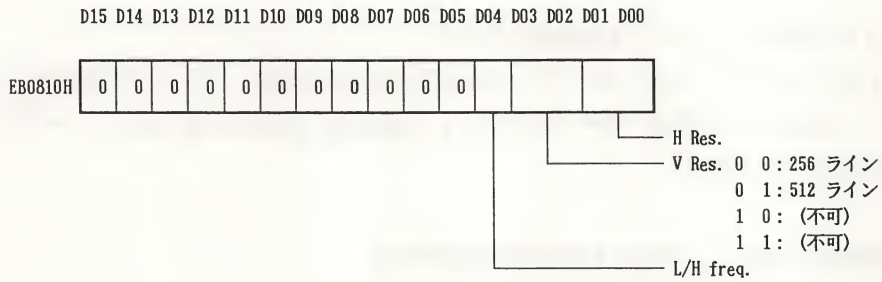 D15 D14 D13 D12 D11 D10 D09 D08 D07 D06 D05 D04 D03 D02 D01 D00
EB0810H 0 0 0 0 0 0 0 0 0 0 0
H Res.
V Res. 0 0:256 ライン
0 1:512 ライン
1 0: (不可)
1 1: (不可)
L/H freq.